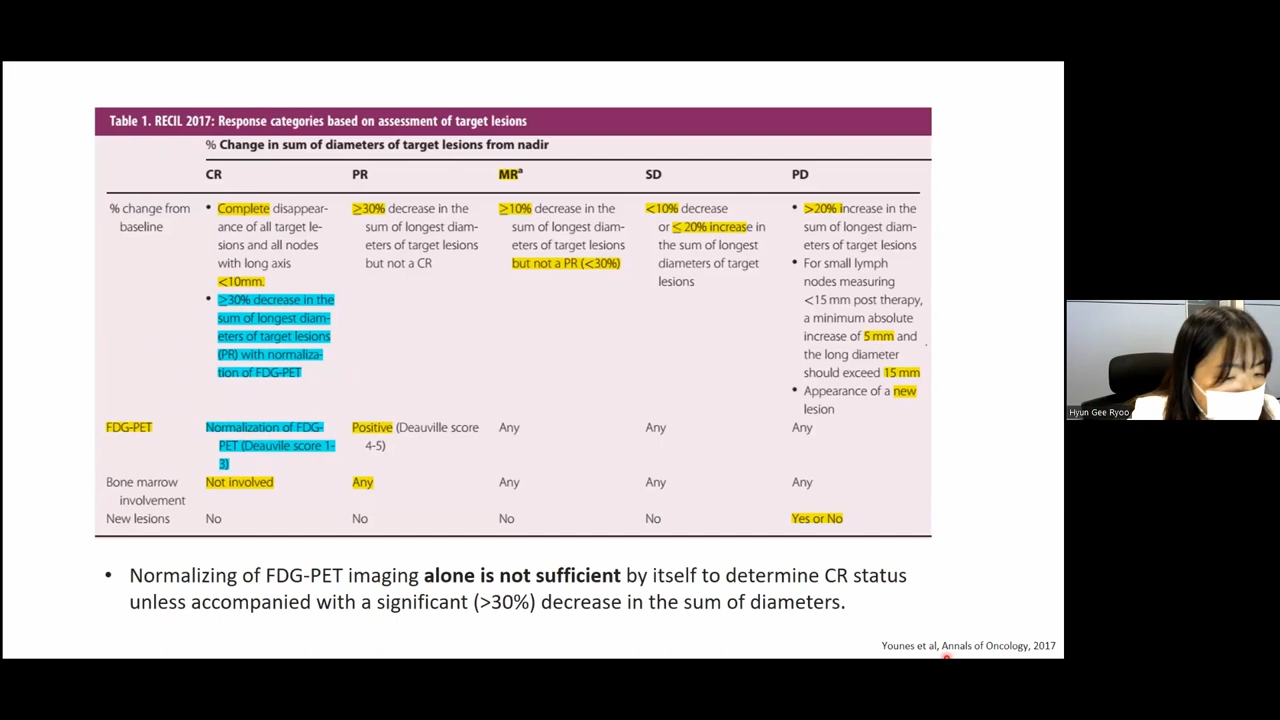 Table 1. RECIL 2017: Response categories based on assessment of target lesions
% Change in sum of diameters of target lesions from nadir
CR PR MRᵃ SD PD
% change from baseline
• Complete disappear-
ance of all target le-
sions and all nodes
with long axis
<10mm.
• ≥30% decrease in the
sum of longest diam-
eters of target lesions
(PR) with normaliza-
tion of FDG-PET
≥30% decrease in the
sum of longest diam-
eters of target lesions
but not a CR
≥10% decrease in the
sum of longest diam-
eters of target lesions
but not a PR (<30%)
<10% decrease
or ≤ 20% increase in
the sum of longest
diameters of target
lesions
• >20% increase in the
sum of longest diam-
eters of target lesions
• For small lymph
nodes measuring
<15 mm post therapy,
a minimum absolute
increase of 5 mm and
the long diameter
should exceed 15 mm
• Appearance of a new
lesion
FDG-PET
Normalization of FDG-
PET (Deauville score 1-
3)
Positive (Deauville score
4-5)
Any Any Any
Bone marrow
involvement
Not involved Any Any Any Any
New lesions No No No No Yes or No
• Normalizing of FDG-PET imaging alone is not sufficient by itself to determine CR status
unless accompanied with a significant (>30%) decrease in the sum of diameters.
Younes et al, Annals of Oncology, 2017
Hyun Gee Ryoo